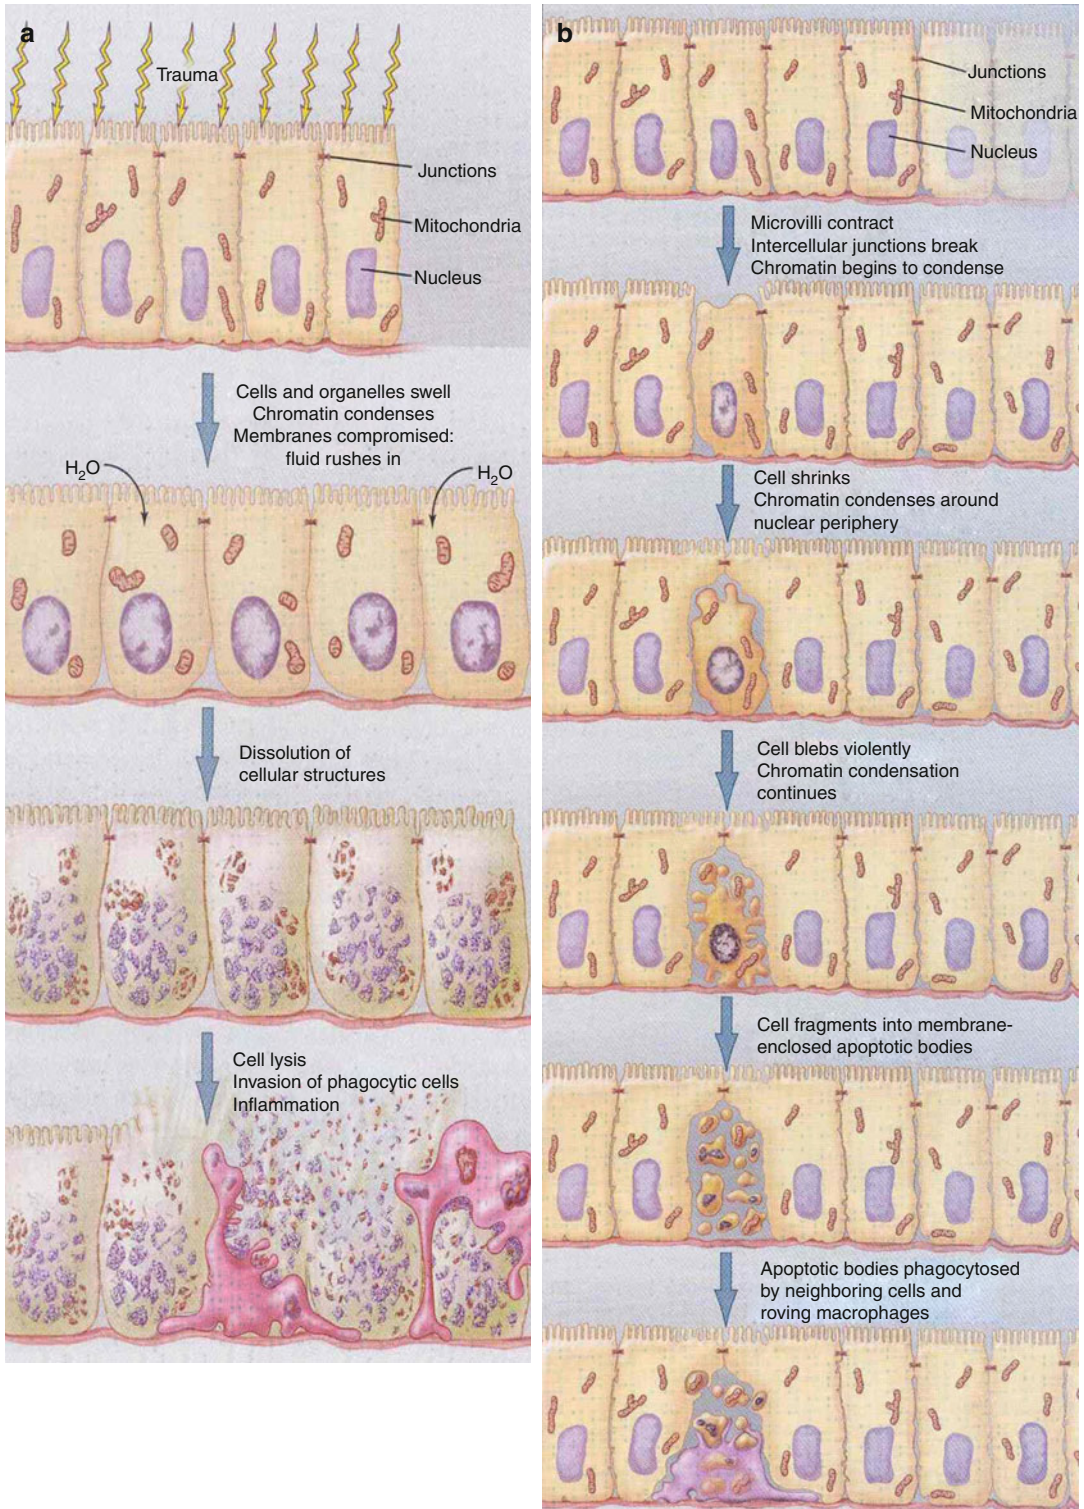 a
Trauma
Junctions
Mitochondria
Nucleus
Cells and organelles swell
Chromatin condenses
Membranes compromised:
fluid rushes in
H₂O
H₂O
Dissolution of
cellular structures
Cell lysis
Invasion of phagocytic cells
Inflammation
b
Junctions
Mitochondria
Nucleus
Microvilli contract
Intercellular junctions break
Chromatin begins to condense
Cell shrinks
Chromatin condenses around
nuclear periphery
Cell blebs violently
Chromatin condensation
continues
Cell fragments into membrane-
enclosed apoptotic bodies
Apoptotic bodies phagocytosed
by neighboring cells and
roving macrophages